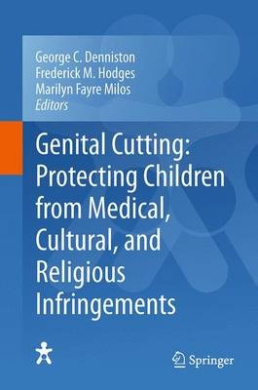 George C. Denniston
Frederick M. Hodges
Marilyn Fayre Milos
Editors
Genital Cutting:
Protecting Children
from Medical,
Cultural, and
Religious
Infringements
Springer